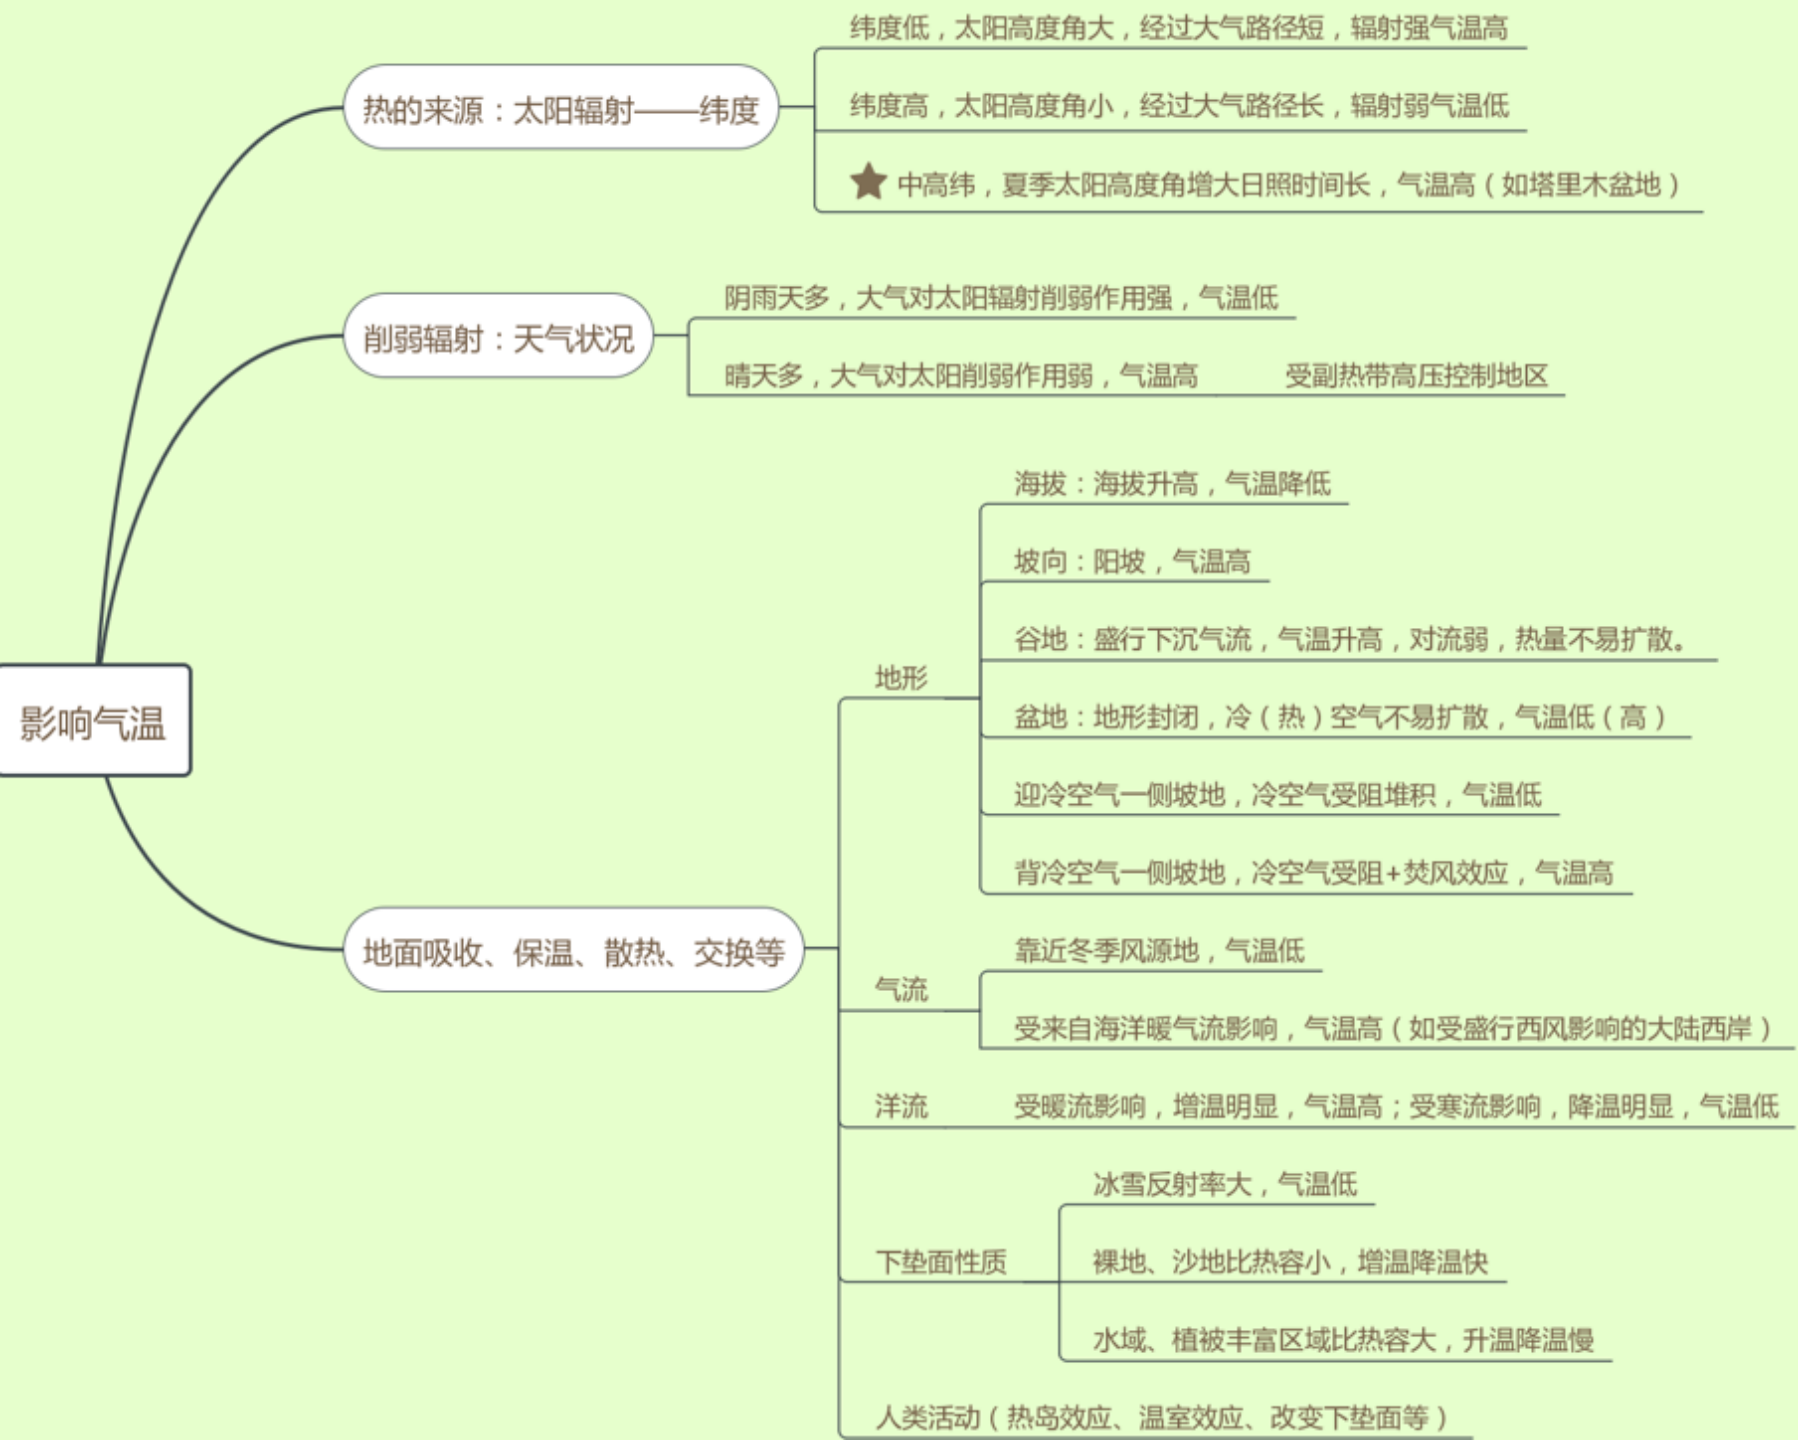 纬度低，太阳高度角大，经过大气路径短，辐射强气温高
热的来源：太阳辐射——纬度
纬度高，太阳高度角小，经过大气路径长，辐射弱气温低
中高纬，夏季太阳高度角增大日照时间长，气温高（如塔里木盆地）
阴雨天多，大气对太阳辐射削弱作用强，气温低
削弱辐射：天气状况
晴天多，大气对太阳削弱作用弱，气温高
受副热带高压控制地区
影响气温
地面吸收、保温、散热、交换等
地形
海拔：海拔升高，气温降低
坡向：阳坡，气温高
谷地：盛行下沉气流，气温升高，对流弱，热量不易扩散。
盆地：地形封闭，冷（热）空气不易扩散，气温低（高）
迎冷空气一侧坡地，冷空气受阻堆积，气温低
背冷空气一侧坡地，冷空气受阻+焚风效应，气温高
气流
靠近冬季风源地，气温低
受来自海洋暖气流影响，气温高（如受盛行西风影响的大陆西岸）
洋流
受暖流影响，增温明显，气温高；受寒流影响，降温明显，气温低
下垫面性质
冰雪反射率大，气温低
裸地、沙地比热容小，增温降温快
水域、植被丰富区域比热容大，升温降温慢
人类活动（热岛效应、温室效应、改变下垫面等）